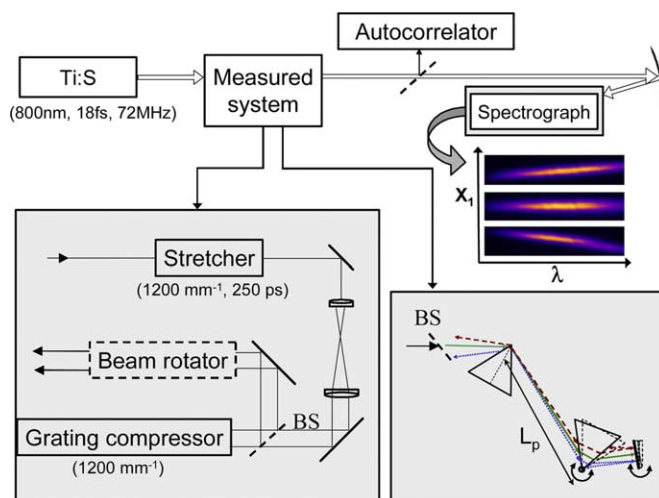 Autocorrelator
Ti:S
Measured
system
(800nm, 18fs, 72MHz)
Spectrograph
X₁
λ
Stretcher
(1200 mm⁻¹, 250 ps)
Beam rotator
BS
Grating compressor
(1200 mm⁻¹)
BS
Lₚ